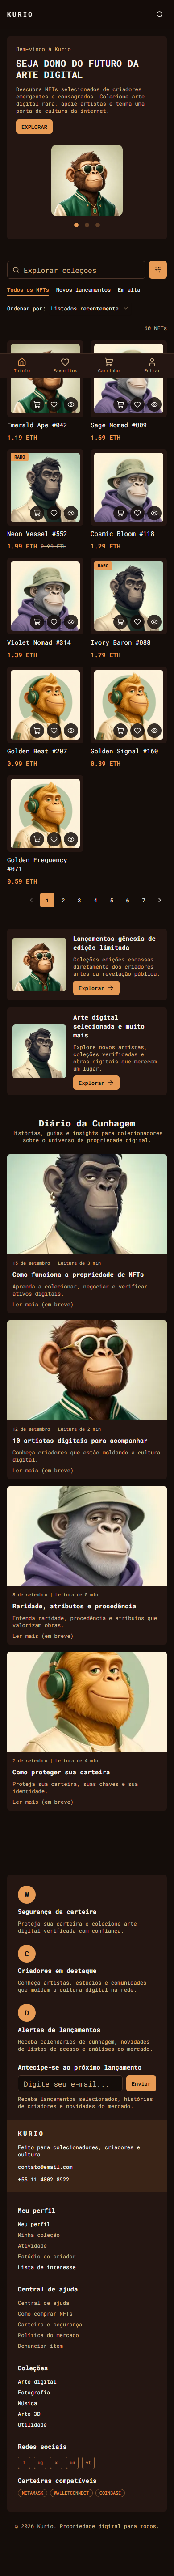 KURIO
Bem-vindo à Kurio
SEJA DONO DO FUTURO DA
ARTE DIGITAL
Descubra NFTs selecionados de criadores
emergentes e consagrados. Colecione arte
digital rara, apoie artistas e tenha uma
parte da cultura da internet.
EXPLORAR
Explorar coleções
Todos os NFTs Novos lançamentos Em alta
Ordenar por: Listados recentemente
60 NFTs
Início Favoritos Carrinho Entrar
Emerald Ape #042 Sage Nomad #009
1.19 ETH 1.69 ETH
RARO
Neon Vessel #552 Cosmic Bloom #118
1.99 ETH 2.29 ETH 1.29 ETH
RARO
Violet Nomad #314 Ivory Baron #088
1.39 ETH 1.79 ETH
Golden Beat #207 Golden Signal #160
0.99 ETH 0.39 ETH
Golden Frequency
#071
0.59 ETH
1 2 3 4 5 6 7
Lançamentos gênesis de
edição limitada
Coleções edições escassas
diretamente dos criadores
antes da revelação pública.
Explorar
Arte digital
selecionada e muito
mais
Explore novos artistas,
coleções verificadas e
obras digitais que merecem
um lugar.
Explorar
Diário da Cunhagem
Histórias, guias e insights para colecionadores
sobre o universo da propriedade digital.
15 de setembro | Leitura de 3 min
Como funciona a propriedade de NFTs
Aprenda a colecionar, negociar e verificar
ativos digitais.
Ler mais (em breve)
12 de setembro | Leitura de 2 min
10 artistas digitais para acompanhar
Conheça criadores que estão moldando a cultura
digital.
Ler mais (em breve)
8 de setembro | Leitura de 5 min
Raridade, atributos e procedência
Entenda raridade, procedência e atributos que
valorizam obras.
Ler mais (em breve)
2 de setembro | Leitura de 4 min
Como proteger sua carteira
Proteja sua carteira, suas chaves e sua
identidade.
Ler mais (em breve)
W
Segurança da carteira
Proteja sua carteira e colecione arte
digital verificada com confiança.
C
Criadores em destaque
Conheça artistas, estúdios e comunidades
que moldam a cultura digital na rede.
D
Alertas de lançamentos
Receba calendários de cunhagem, novidades
de listas de acesso e análises do mercado.
Antecipe-se ao próximo lançamento
Digite seu e-mail... Enviar
Receba lançamentos selecionados, histórias
de criadores e novidades do mercado.
KURIO
Feito para colecionadores, criadores e
cultura
contato@email.com
+55 11 4002 8922
Meu perfil
Meu perfil
Minha coleção
Atividade
Estúdio do criador
Lista de interesse
Central de ajuda
Central de ajuda
Como comprar NFTs
Carteira e segurança
Política do mercado
Denunciar item
Coleções
Arte digital
Fotografia
Música
Arte 3D
Utilidade
Redes sociais
f ig x in yt
Carteiras compatíveis
METAMASK WALLETCONNECT COINBASE
© 2026 Kurio. Propriedade digital para todos.